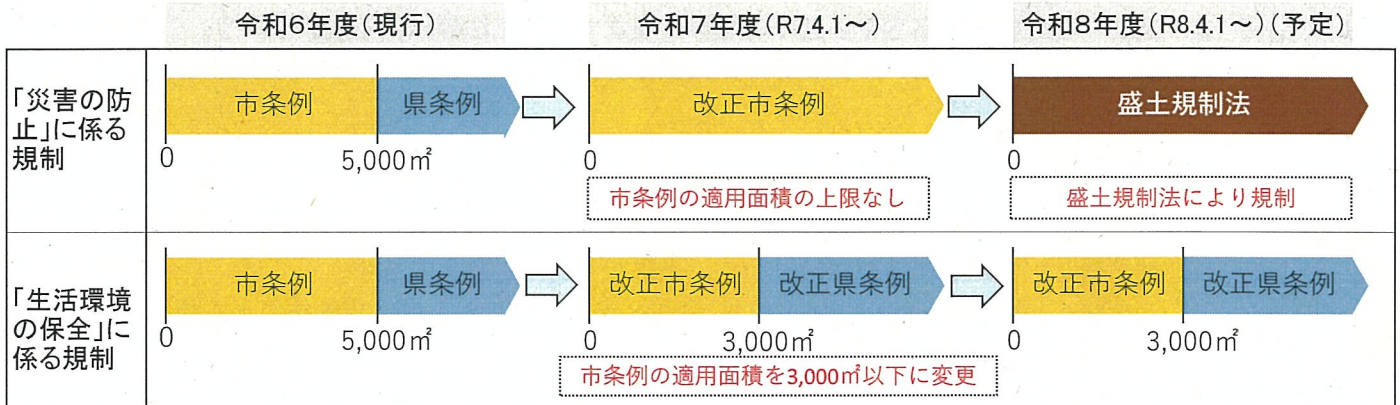 令和6年度(現行)
令和7年度(R7.4.1～)
令和8年度(R8.4.1～)(予定)
「災害の防
止」に係る
規制
市条例
県条例
0
5,000㎡
改正市条例
0
市条例の適用面積の上限なし
盛土規制法
0
盛土規制法により規制
「生活環境
の保全」に
係る規制
市条例
県条例
0
5,000㎡
改正市条例
改正県条例
0
3,000㎡
市条例の適用面積を3,000㎡以下に変更
改正市条例
改正県条例
0
3,000㎡